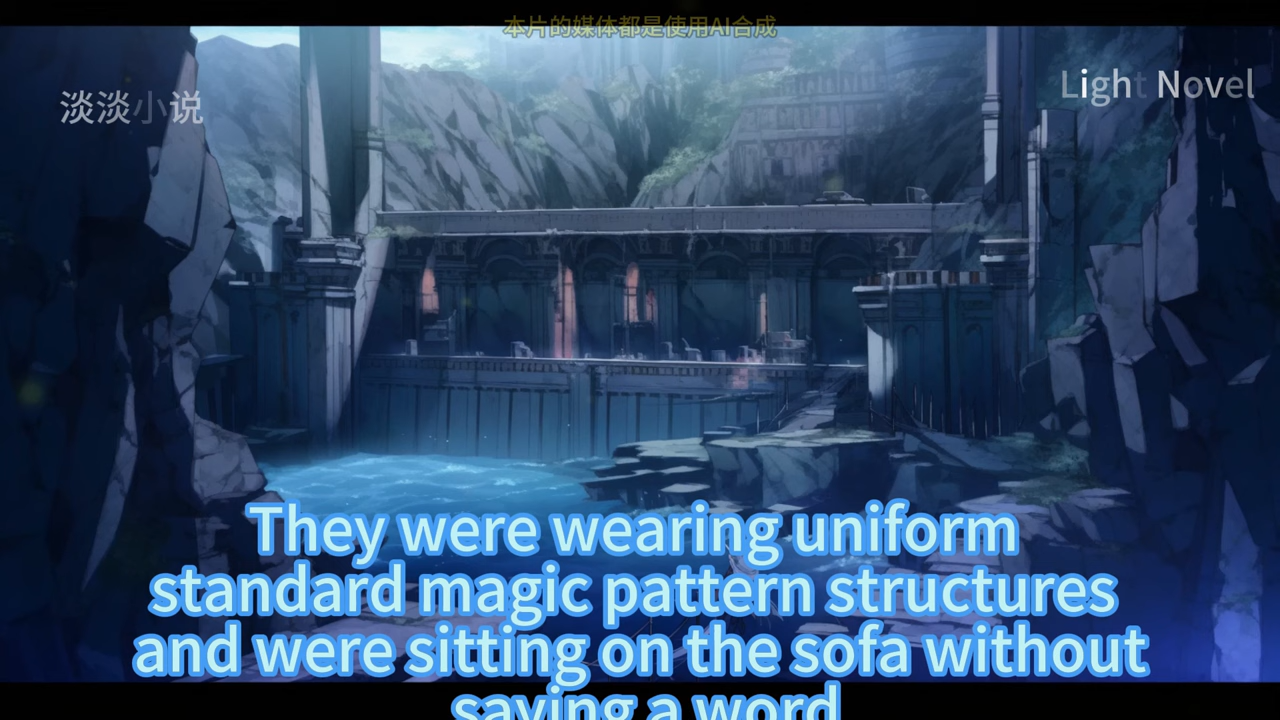 本片的媒体都是使用AI合成
淡淡小说
Light Novel
They were wearing uniform
standard magic pattern structures
and were sitting on the sofa without
saying a word